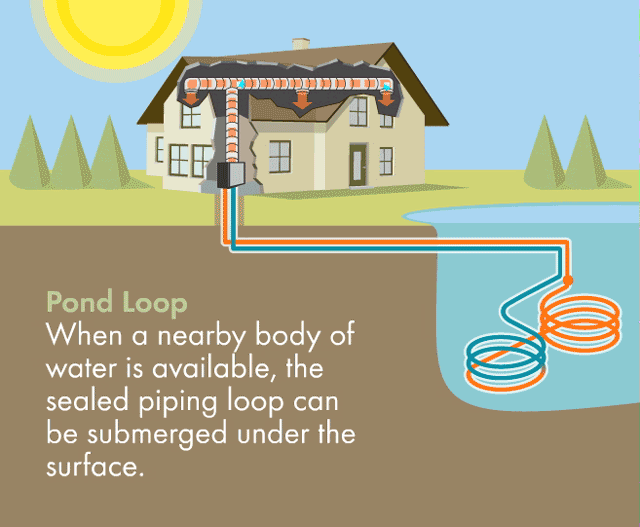 Pond Loop
When a nearby body of
water is available, the
sealed piping loop can
be submerged under the
surface.